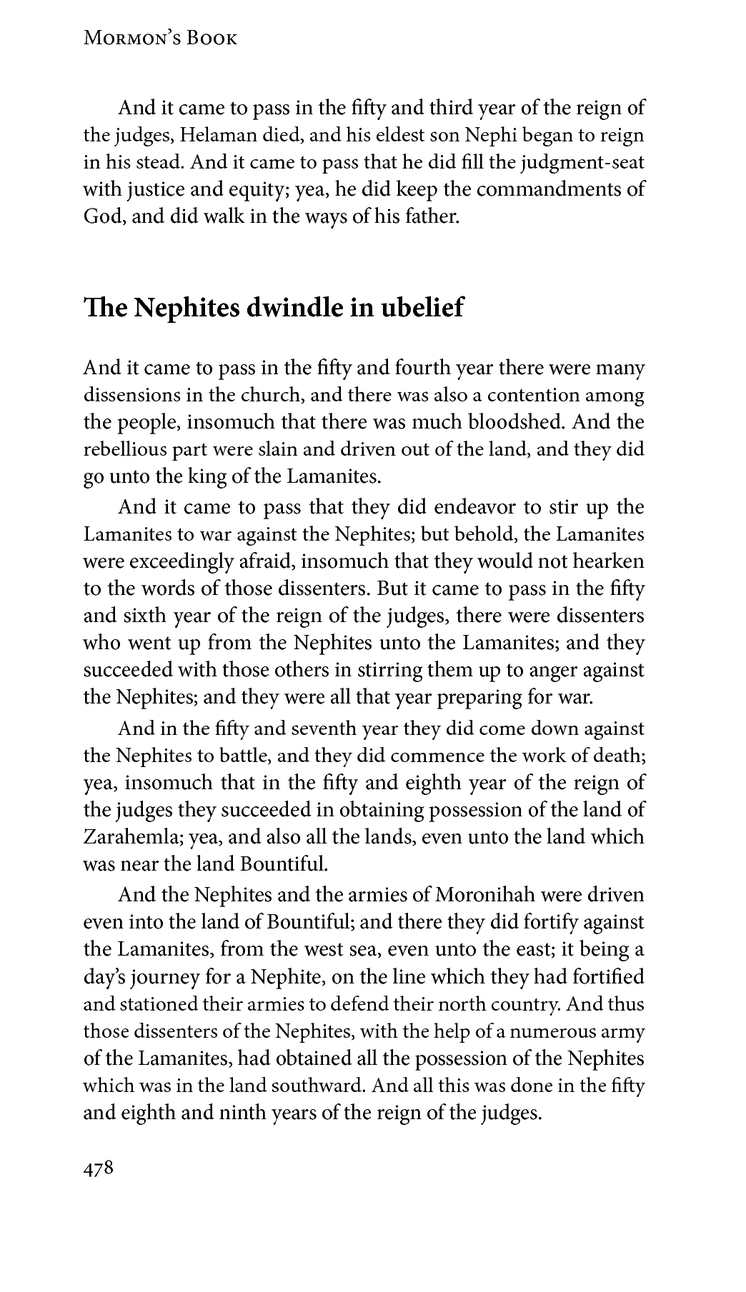 Mormon’s Book
And it came to pass in the fifty and third year of the reign of
the judges, Helaman died, and his eldest son Nephi began to reign
in his stead. And it came to pass that he did fill the judgment-seat
with justice and equity; yea, he did keep the commandments of
God, and did walk in the ways of his father.
The Nephites dwindle in ubelief
And it came to pass in the fifty and fourth year there were many
dissensions in the church, and there was also a contention among
the people, insomuch that there was much bloodshed. And the
rebellious part were slain and driven out of the land, and they did
go unto the king of the Lamanites.
And it came to pass that they did endeavor to stir up the
Lamanites to war against the Nephites; but behold, the Lamanites
were exceedingly afraid, insomuch that they would not hearken
to the words of those dissenters. But it came to pass in the fifty
and sixth year of the reign of the judges, there were dissenters
who went up from the Nephites unto the Lamanites; and they
succeeded with those others in stirring them up to anger against
the Nephites; and they were all that year preparing for war.
And in the fifty and seventh year they did come down against
the Nephites to battle, and they did commence the work of death;
yea, insomuch that in the fifty and eighth year of the reign of
the judges they succeeded in obtaining possession of the land of
Zarahemla; yea, and also all the lands, even unto the land which
was near the land Bountiful.
And the Nephites and the armies of Moronihah were driven
even into the land of Bountiful; and there they did fortify against
the Lamanites, from the west sea, even unto the east; it being a
day’s journey for a Nephite, on the line which they had fortified
and stationed their armies to defend their north country. And thus
those dissenters of the Nephites, with the help of a numerous army
of the Lamanites, had obtained all the possession of the Nephites
which was in the land southward. And all this was done in the fifty
and eighth and ninth years of the reign of the judges.
478